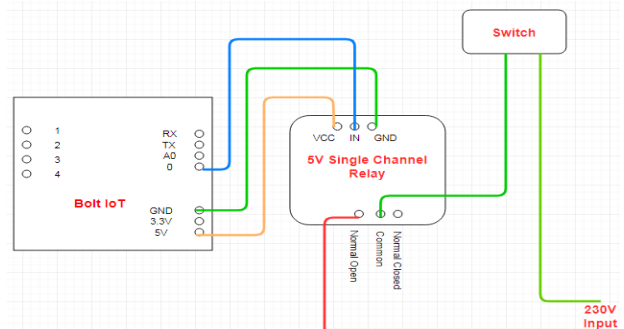 Switch
1
2
3
4
RX
TX
A0
0
Bolt IoT
GND
3.3V
5V
VCC IN GND
5V Single Channel
Relay
Normal Open
Common
Normal Closed
230V
Input